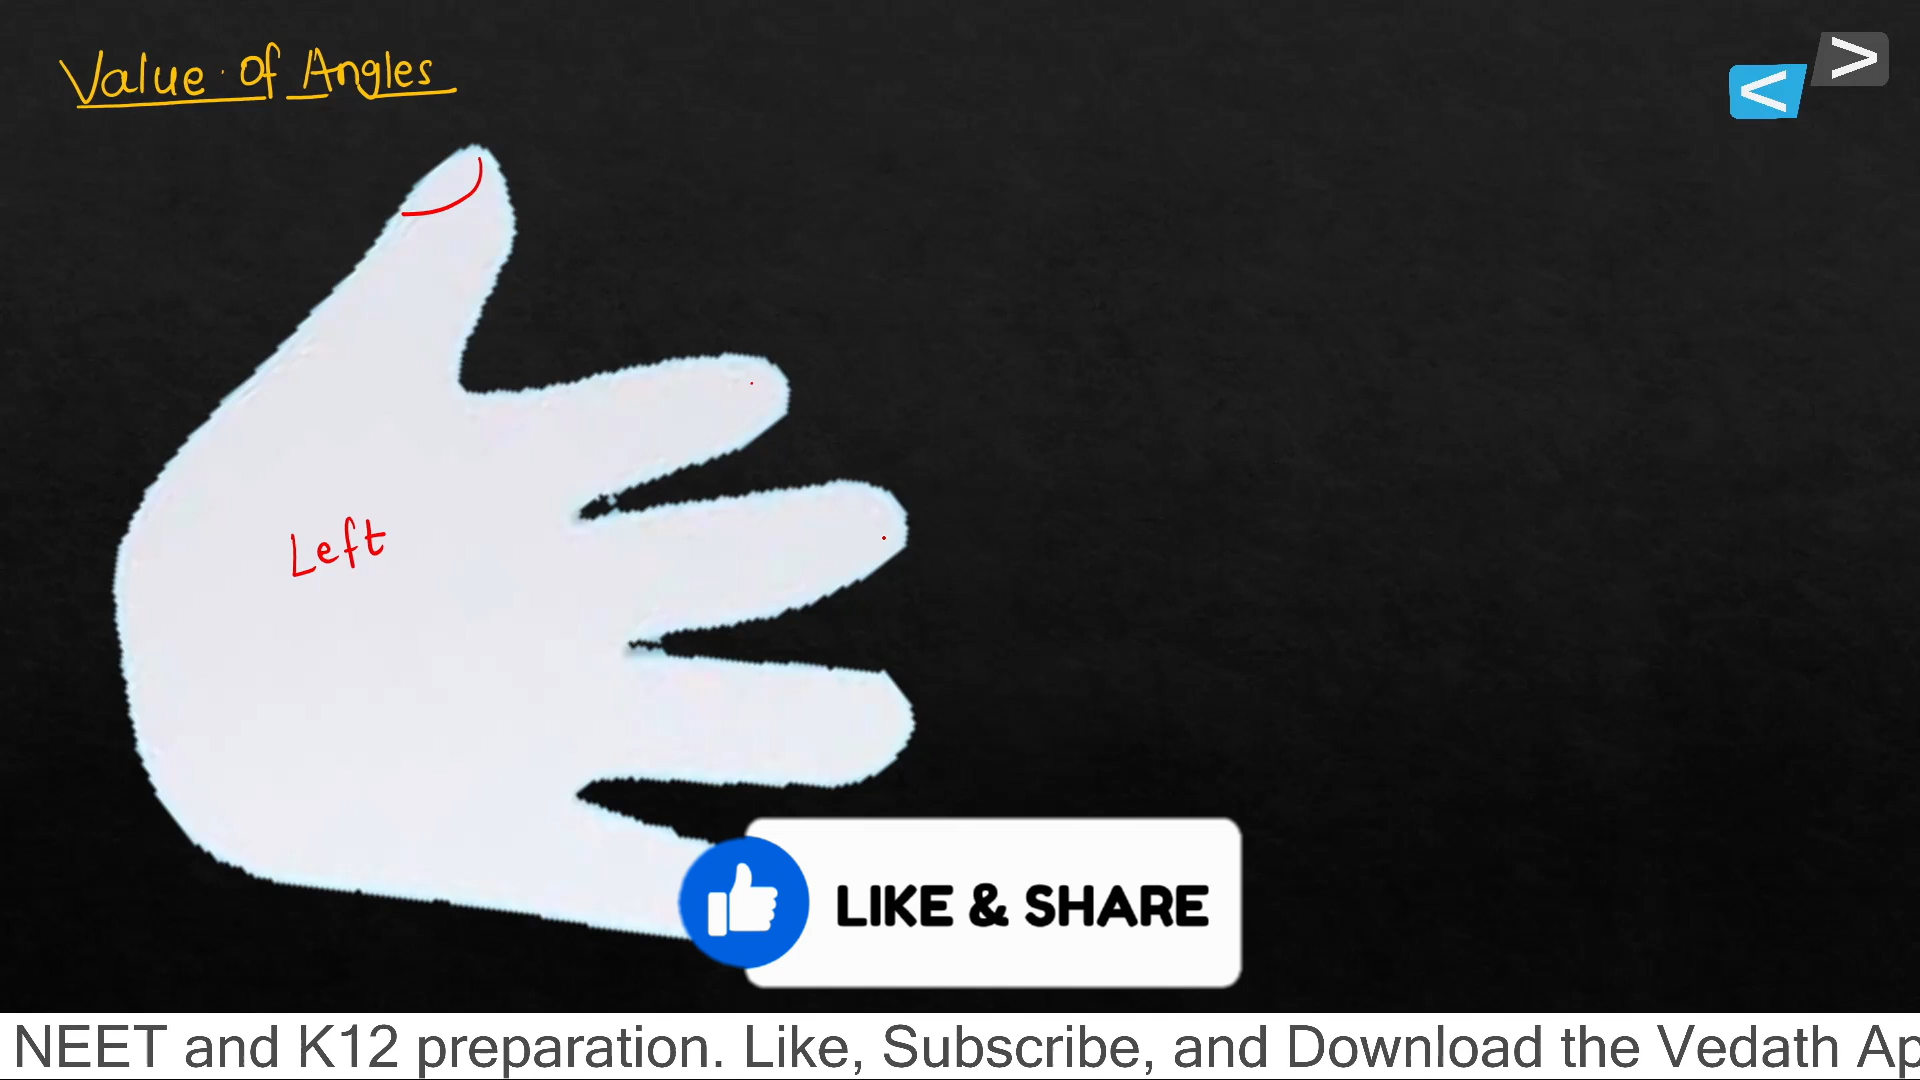 Value of Angles
Left
LIKE & SHARE
NEET and K12 preparation. Like, Subscribe, and Download the Vedath Ap